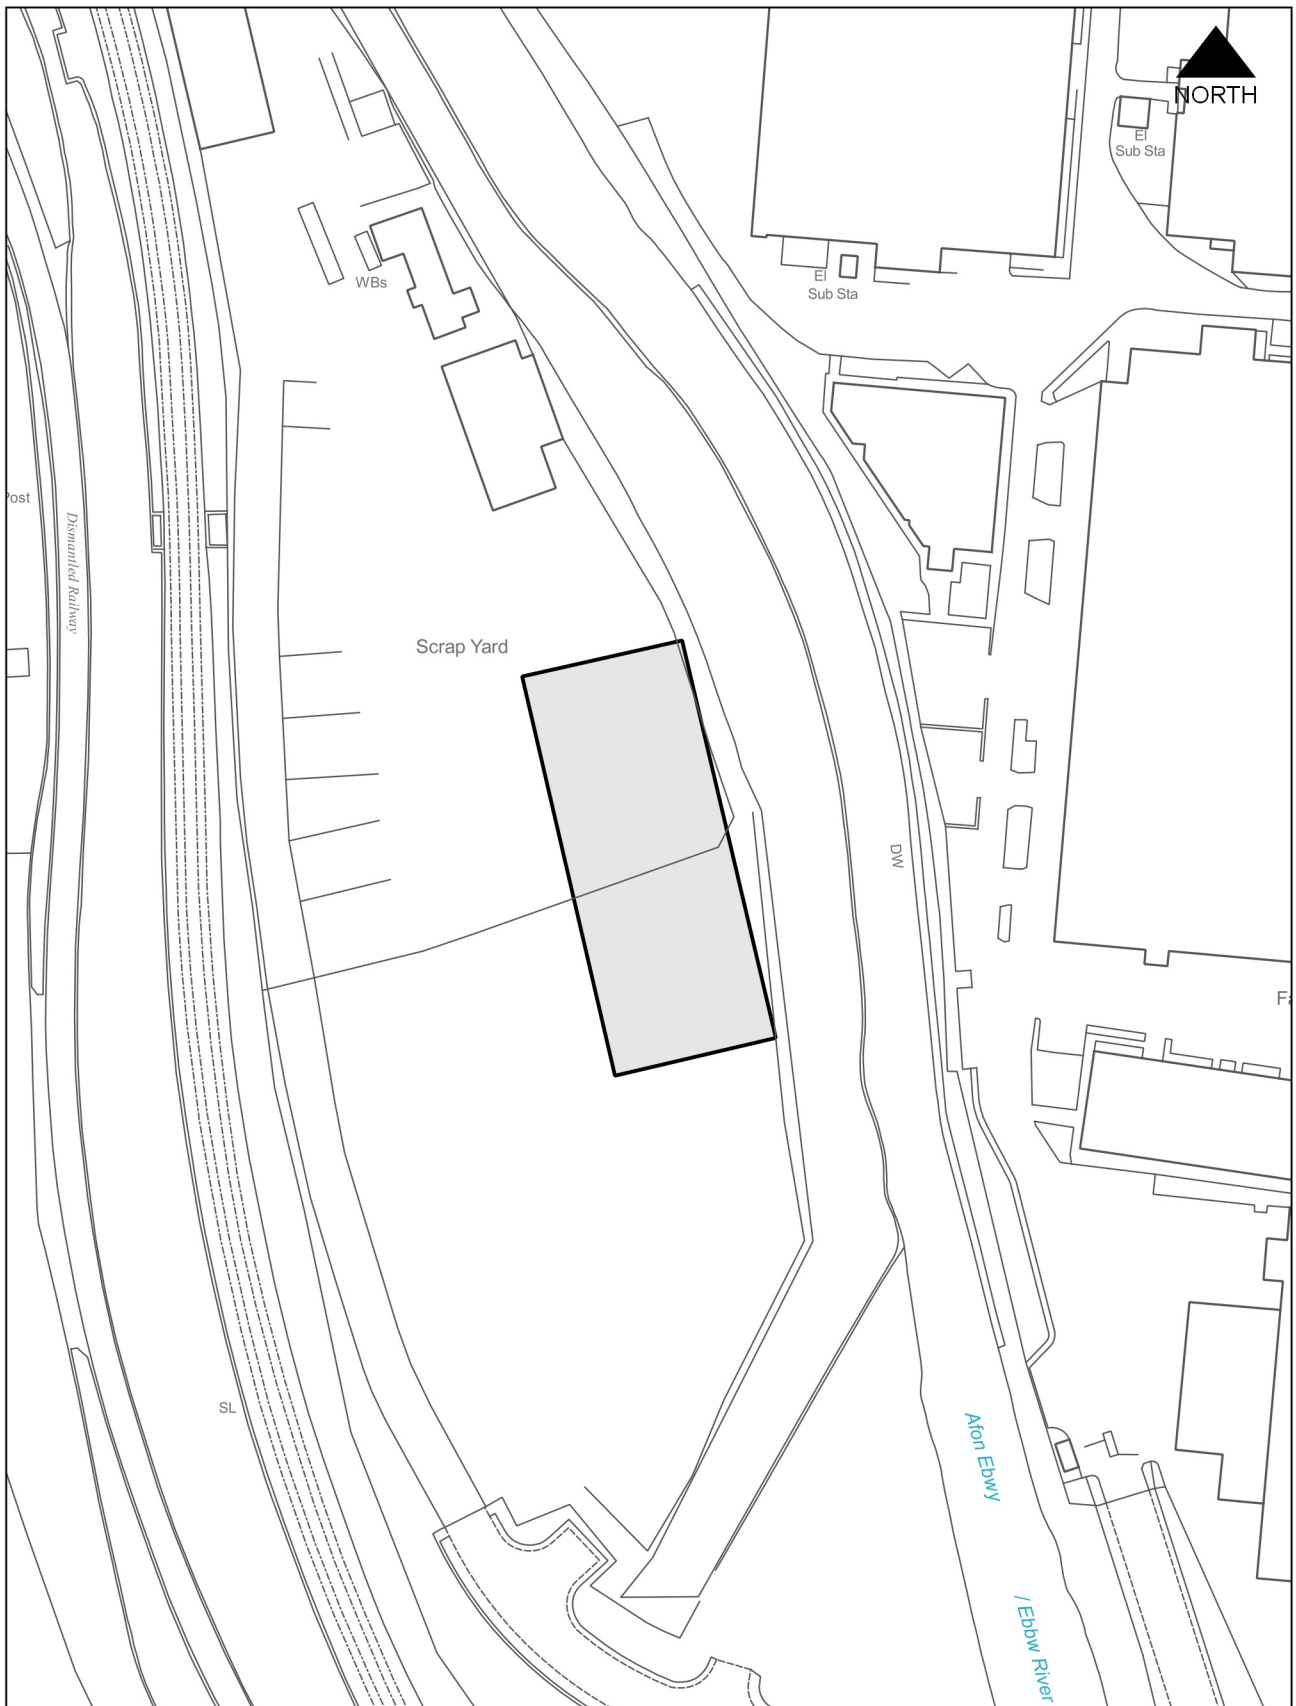 NORTH
El
Sub Sta
WBs
El
Sub Sta
Post
Dismantled Railway
Scrap Yard
DW
SL
Afon Ebwy
/ Ebbw River